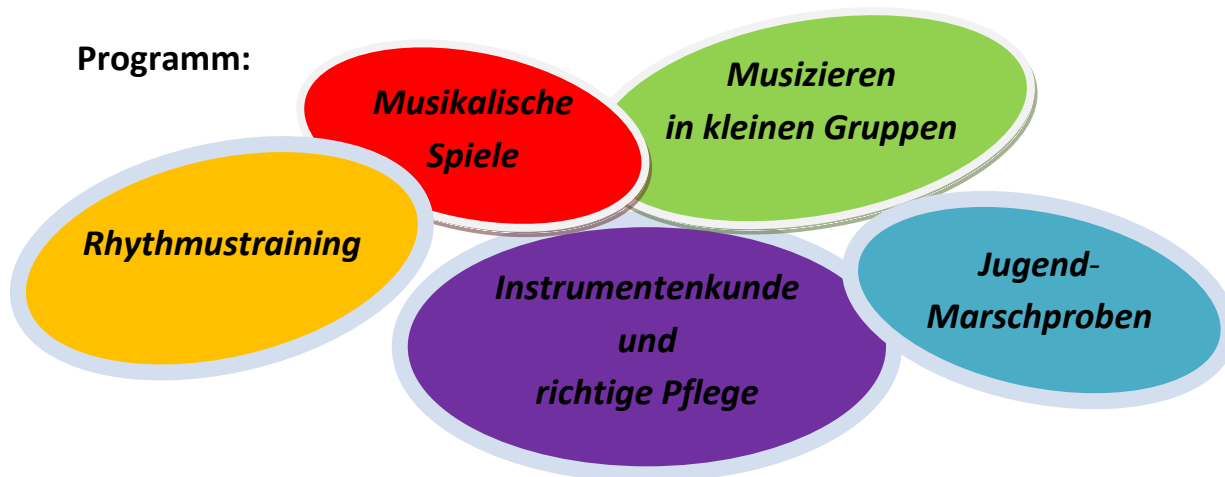 Programm:
Musikalische
Spiele
Musizieren
in kleinen Gruppen
Rhythmustraining
Instrumentenkunde
und
richtige Pflege
Jugend-
Marschproben